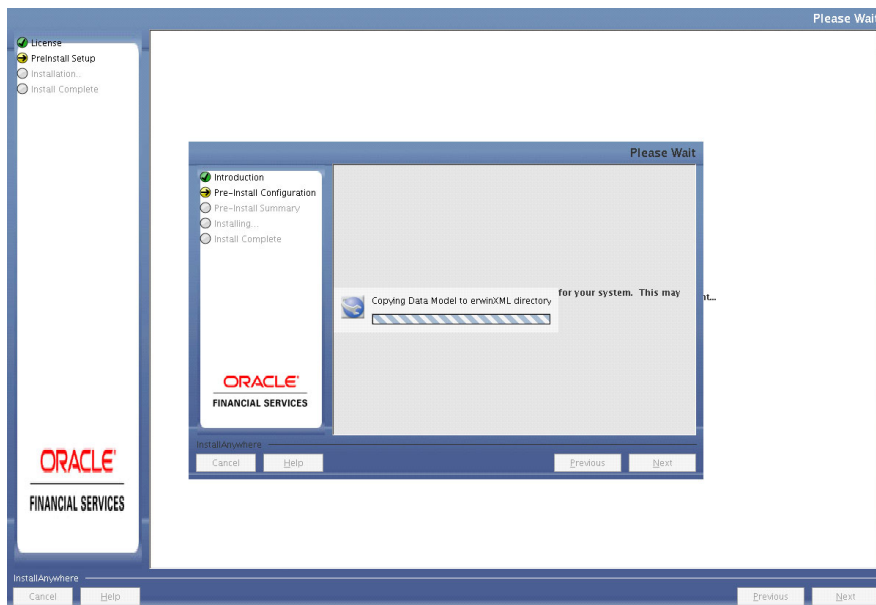 Please Wait
License
PreInstall Setup
Installation...
Install Complete
Please Wait
Introduction
Pre-Install Configuration
Pre-Install Summary
Installing...
Install Complete
for your system. This may
nt...
Copying Data Model to erwinXML directory
ORACLE'
FINANCIAL SERVICES
InstallAnywhere
Cancel
Help
Previous
Next
ORACLE'
FINANCIAL SERVICES
InstallAnywhere
Cancel
Help
Previous
Next